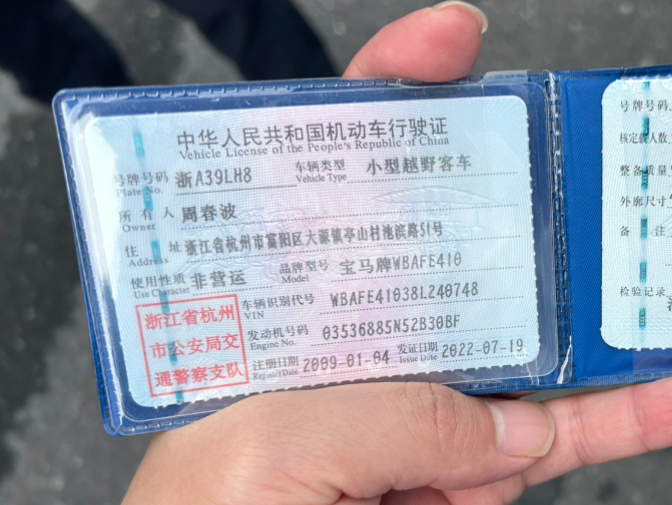 中华人民共和国机动车行驶证
Vehicle License of the People's Republic of China
号牌号码 浙A39LH8 车辆类型 小型越野客车
Plate No. Vehicle Type
所有人 周春波
Owner
住址 浙江省杭州市富阳区大源镇亭山村池滨路51号
Address
使用性质 非营运 品牌型号 宝马牌WBAFE410
Use Character Model
浙江省杭州
市公安局交
通警察支队
车辆识别代号 WBAFE41038L240748
VIN
发动机号码 03536885N52B30BF
Engine No.
注册日期 2009-01-04 发证日期 2022-07-19
Register Date Issue Date
号牌号码
核定载人数
整备质量
外廓尺寸
备注
检验记录